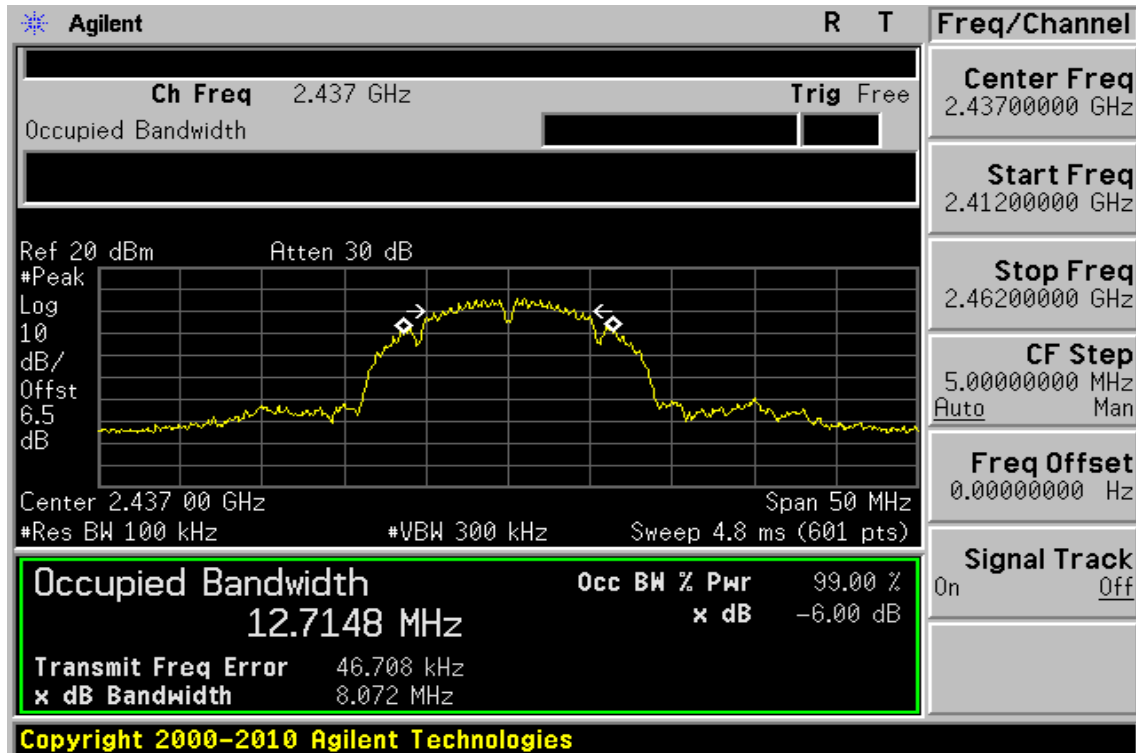 Agilent R T
Ch Freq 2.437 GHz Trig Free
Occupied Bandwidth
Ref 20 dBm Atten 30 dB
#Peak
Log
10
dB/
Offst
6.5
dB
Center 2.437 00 GHz Span 50 MHz
#Res BW 100 kHz #VBW 300 kHz Sweep 4.8 ms (601 pts)
Occupied Bandwidth Occ BW % Pwr 99.00 %
12.7148 MHz x dB -6.00 dB
Transmit Freq Error 46.708 kHz
x dB Bandwidth 8.072 MHz
Copyright 2000-2010 Agilent Technologies
Freq/Channel
Center Freq
2.43700000 GHz
Start Freq
2.41200000 GHz
Stop Freq
2.46200000 GHz
CF Step
5.00000000 MHz
Auto Man
Freq Offset
0.00000000 Hz
Signal Track
On Off